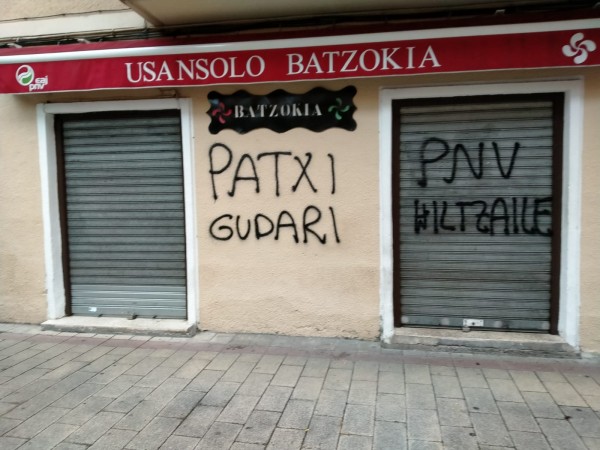 USANSOLO BATZOKIA
eaj
pnv
BATZOKIA
PATXI
GUDARI
PNV
HILTZAILE